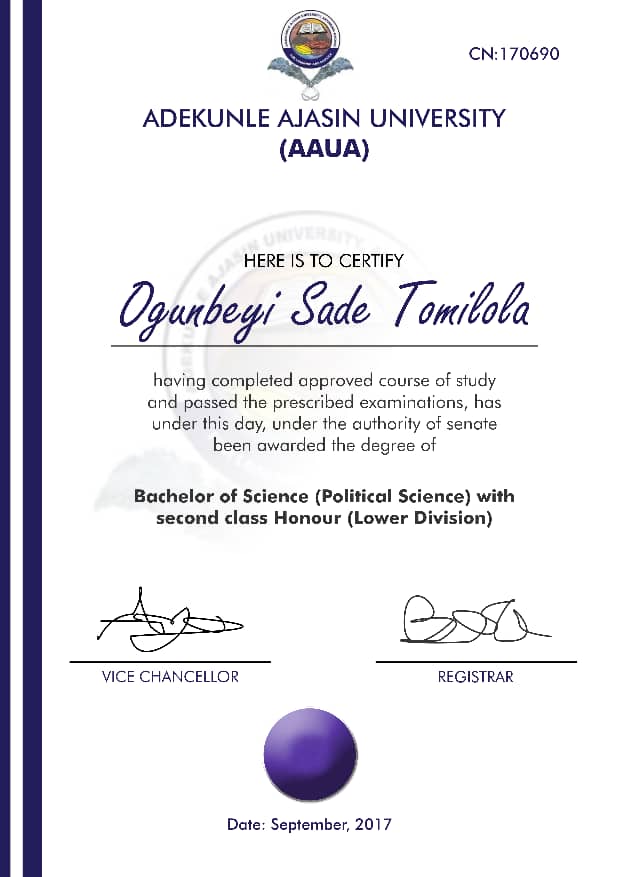 CN:170690
ADEKUNLE AJASIN UNIVERSITY
(AAUA)
HERE IS TO CERTIFY
Ogunbeyi Sade Tomilola
having completed approved course of study
and passed the prescribed examinations, has
under this day, under the authority of senate
been awarded the degree of
Bachelor of Science (Political Science) with
second class Honour (Lower Division)
VICE CHANCELLOR
REGISTRAR
Date: September, 2017